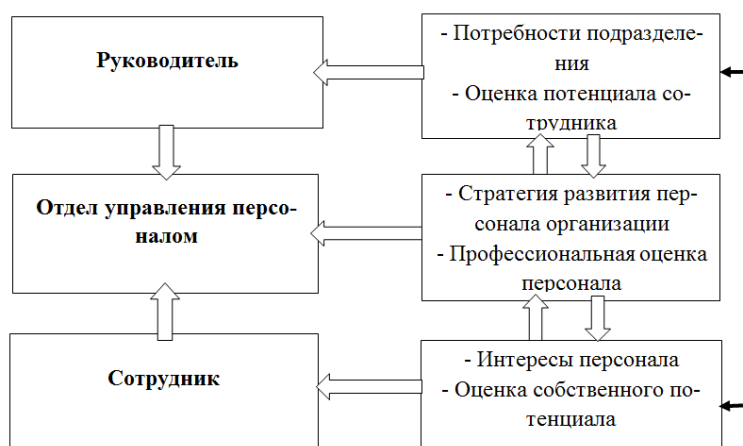 Руководитель
- Потребности подразделе-
ния
- Оценка потенциала со-
трудника
Отдел управления персо-
налом
- Стратегия развития пер-
сонала организации
- Профессиональная оценка
персонала
Сотрудник
- Интересы персонала
- Оценка собственного по-
тенциала